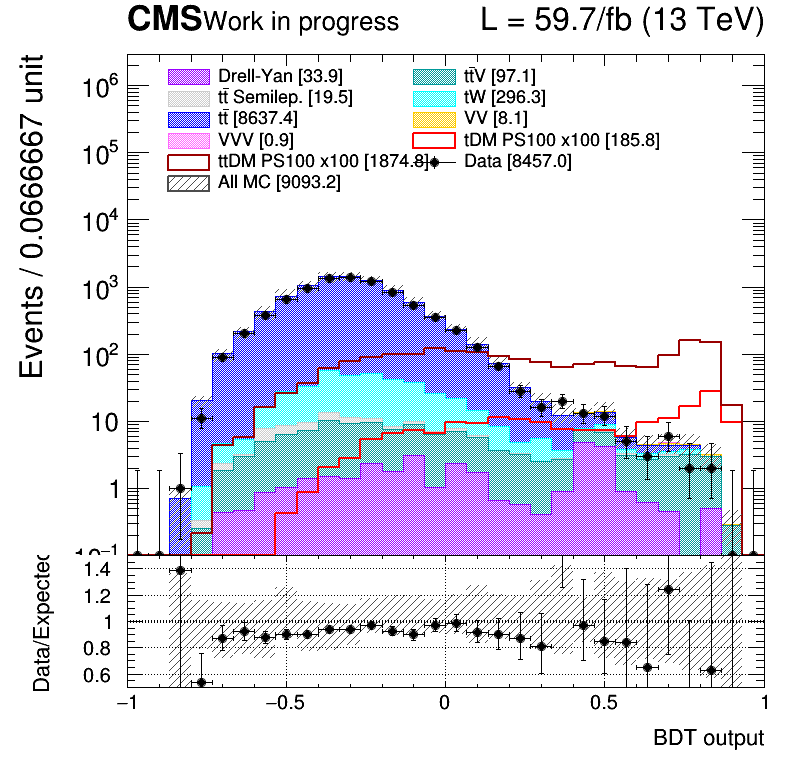 CMS Work in progress L = 59.7/fb (13 TeV)
Events / 0.0666667 unit
10⁶
10⁵
10⁴
10³
10²
10
1
10⁻¹
Drell-Yan [33.9] tt̄V [97.1]
tt̄ Semilep. [19.5] tW [296.3]
tt̄ [8637.4] VV [8.1]
VVV [0.9] tDM PS100 x100 [185.8]
ttDM PS100 x100 [1874.8] Data [8457.0]
All MC [9093.2]
Data/Expected
1.4
1.2
1
0.8
0.6
−1 −0.5 0 0.5 1
BDT output